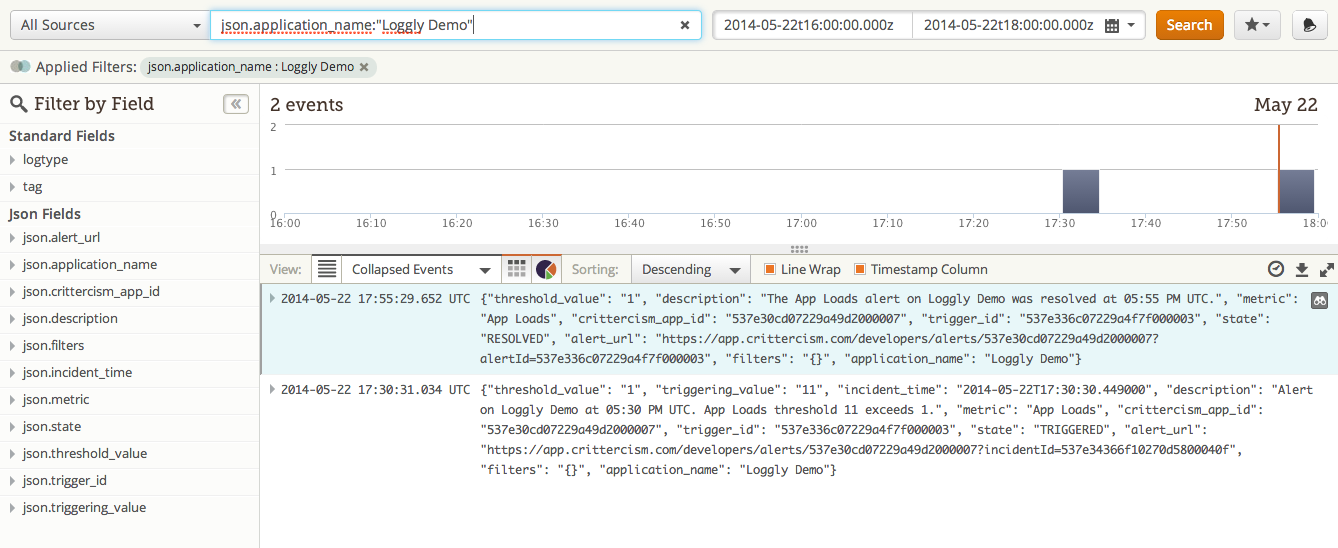 All Sources
json.application_name:"Loggly Demo"
2014-05-22t16:00:00.000z
2014-05-22t18:00:00.000z
Search
Applied Filters:
json.application_name : Loggly Demo
Filter by Field
Standard Fields
logtype
tag
Json Fields
json.alert_url
json.application_name
json.crittercism_app_id
json.description
json.filters
json.incident_time
json.metric
json.state
json.threshold_value
json.trigger_id
json.triggering_value
2 events
May 22
2
1
0
16:00
16:10
16:20
16:30
16:40
16:50
17:00
17:10
17:20
17:30
17:40
17:50
18:00
View:
Collapsed Events
Sorting:
Descending
Line Wrap
Timestamp Column
2014-05-22 17:55:29.652 UTC {"threshold_value": "1", "description": "The App Loads alert on Loggly Demo was resolved at 05:55 PM UTC.", "metric":
"App Loads", "crittercism_app_id": "537e30cd07229a49d2000007", "trigger_id": "537e336c07229a4f7f000003", "state":
"RESOLVED", "alert_url": "https://app.crittercism.com/developers/alerts/537e30cd07229a49d2000007?
alertId=537e336c07229a4f7f000003", "filters": "{}", "application_name": "Loggly Demo"}
2014-05-22 17:30:31.034 UTC {"threshold_value": "1", "triggering_value": "11", "incident_time": "2014-05-22T17:30:30.449000", "description": "Alert
on Loggly Demo at 05:30 PM UTC. App Loads threshold 11 exceeds 1.", "metric": "App Loads", "crittercism_app_id":
"537e30cd07229a49d2000007", "trigger_id": "537e336c07229a4f7f000003", "state": "TRIGGERED", "alert_url":
"https://app.crittercism.com/developers/alerts/537e30cd07229a49d2000007?incidentId=537e34366f10270d5800040f",
"filters": "{}", "application_name": "Loggly Demo"}